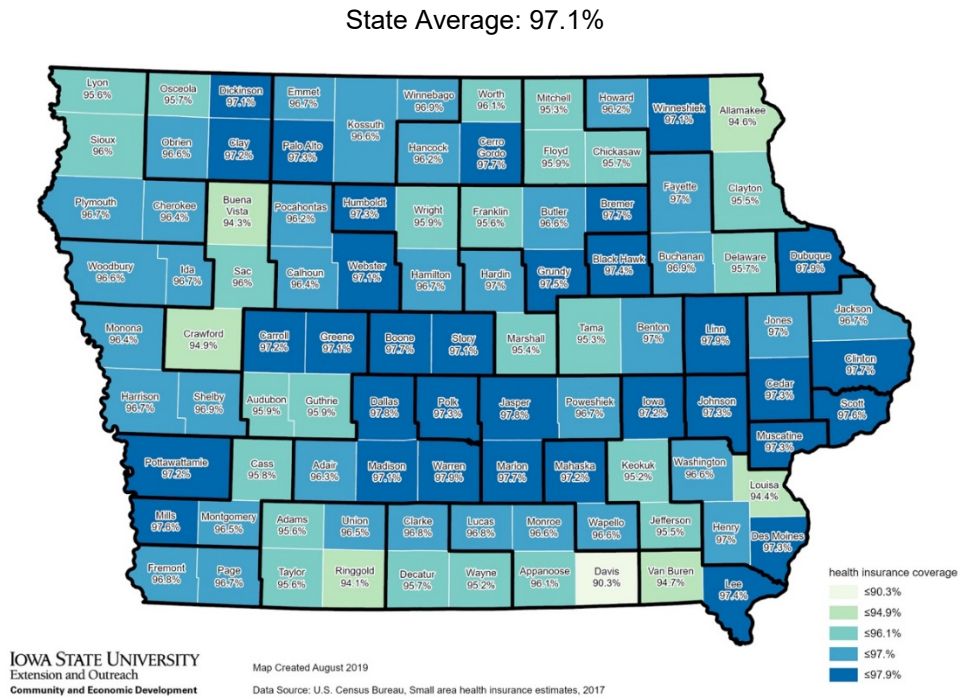 State Average: 97.1%
Lyon
95.6%
Osceola
95.7%
Dickinson
97.1%
Emmet
96.7%
Kossuth
96.6%
Winnebago
96.9%
Worth
96.1%
Mitchell
95.3%
Howard
96.2%
Winneshiek
97.1%
Allamakee
94.6%
Sioux
96%
Obrien
96.6%
Clay
97.2%
Palo Alto
97.3%
Hancock
96.2%
Cerro
Gordo
97.7%
Floyd
95.9%
Chickasaw
95.7%
Fayette
97%
Clayton
95.5%
Plymouth
96.7%
Cherokee
96.4%
Buena
Vista
94.3%
Pocahontas
96.2%
Humboldt
97.3%
Wright
95.9%
Franklin
95.6%
Butler
96.6%
Bremer
97.7%
Woodbury
96.6%
Ida
96.7%
Sac
96%
Calhoun
96.4%
Webster
97.1%
Hamilton
96.7%
Hardin
97%
Grundy
97.5%
Black Hawk
97.4%
Buchanan
96.9%
Delaware
95.7%
Dubuque
97.9%
Monona
96.4%
Crawford
94.9%
Carroll
97.2%
Greene
97.1%
Boone
97.7%
Story
97.1%
Marshall
95.4%
Tama
95.3%
Benton
97%
Linn
97.9%
Jones
97%
Jackson
96.7%
Clinton
97.7%
Harrison
96.7%
Shelby
96.9%
Audubon
95.9%
Guthrie
95.9%
Dallas
97.8%
Polk
97.3%
Jasper
97.8%
Poweshiek
96.7%
Iowa
97.2%
Johnson
97.3%
Cedar
97.3%
Scott
97.6%
Muscatine
97.3%
Pottawattamie
97.2%
Cass
95.8%
Adair
96.3%
Madison
97.1%
Warren
97.9%
Marion
97.7%
Mahaska
97.2%
Keokuk
95.2%
Washington
96.6%
Louisa
94.4%
Mills
97.6%
Montgomery
96.5%
Adams
95.6%
Union
96.5%
Clarke
96.8%
Lucas
96.8%
Monroe
96.6%
Wapello
96.6%
Jefferson
95.5%
Henry
97%
Des Moines
97.3%
Fremont
96.8%
Page
96.7%
Taylor
95.6%
Ringgold
94.1%
Decatur
95.7%
Wayne
95.2%
Appanoose
96.1%
Davis
90.3%
Van Buren
94.7%
Lee
97.4%
health insurance coverage
≤90.3%
≤94.9%
≤96.1%
≤97.%
≤97.9%
IOWA STATE UNIVERSITY
Extension and Outreach
Community and Economic Development
Map Created August 2019
Data Source: U.S. Census Bureau, Small area health insurance estimates, 2017